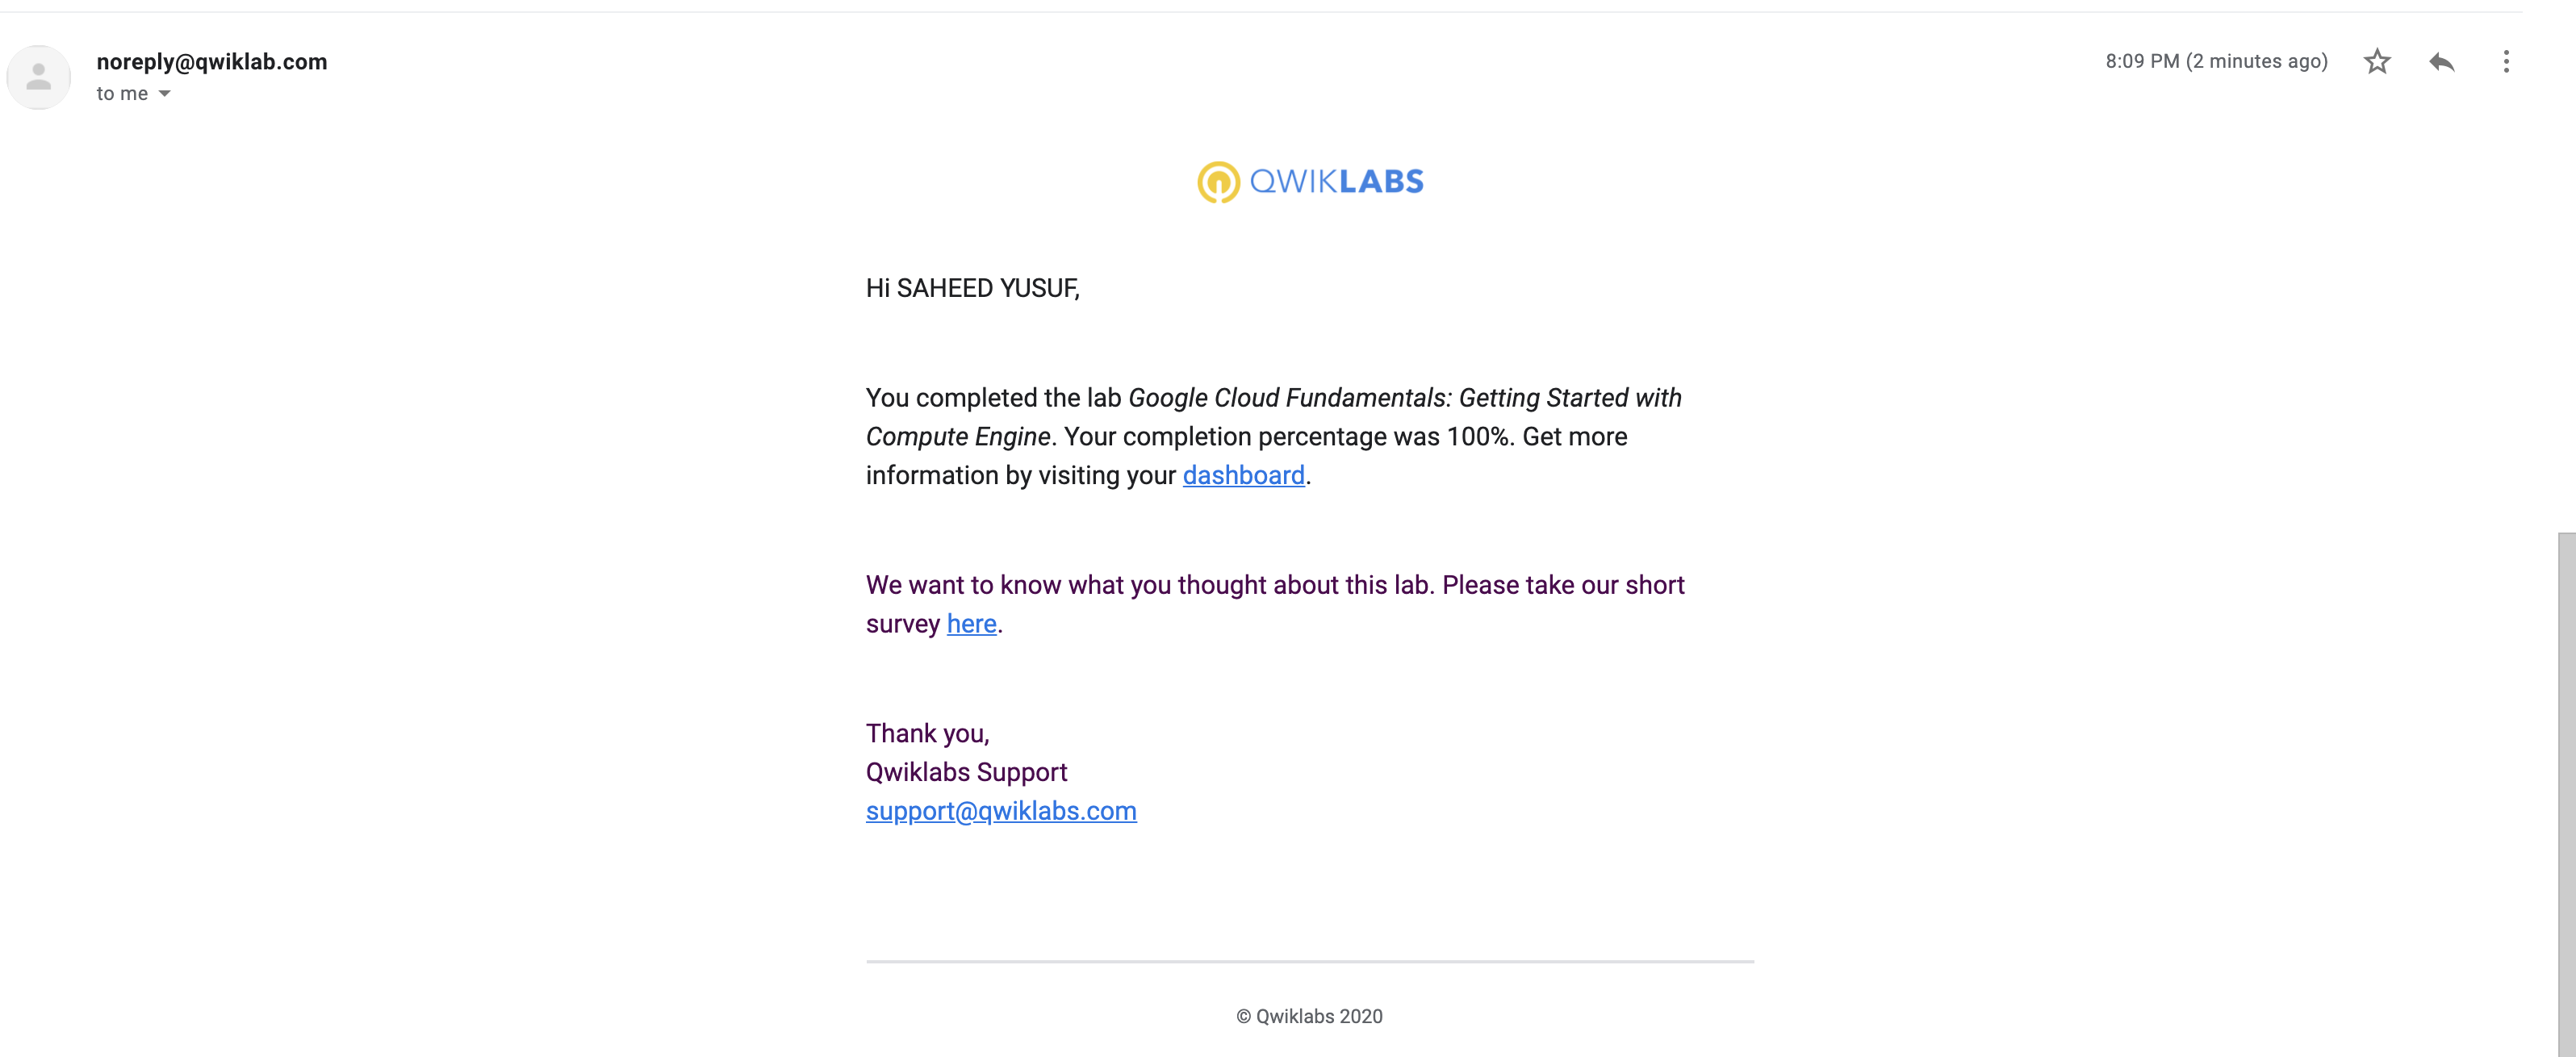 noreply@qwiklab.com
8:09 PM (2 minutes ago)
to me
QWIKLABS
Hi SAHEED YUSUF,
You completed the lab Google Cloud Fundamentals: Getting Started with
Compute Engine. Your completion percentage was 100%. Get more
information by visiting your dashboard.
We want to know what you thought about this lab. Please take our short
survey here.
Thank you,
Qwiklabs Support
support@qwiklabs.com
© Qwiklabs 2020